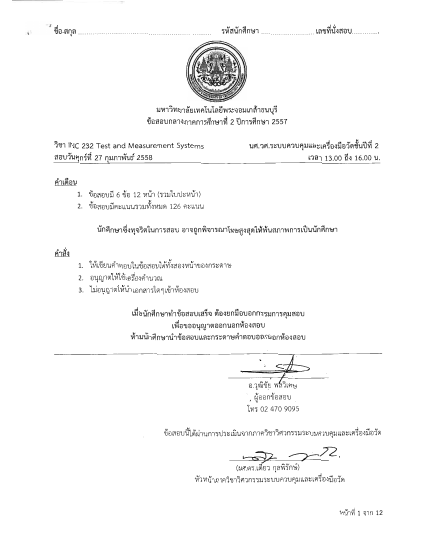 ชื่อ-สกุล ............ รหัสนักศึกษา ............ เลขที่นั่งสอบ ............
มหาวิทยาลัยเทคโนโลยีพระจอมเกล้าธนบุรี
ข้อสอบกลางภาคการศึกษาที่ 2 ปีการศึกษา 2557
วิชา INC 232 Test and Measurement Systems นศ.วศ.ระบบควบคุมและเครื่องมือวัดชั้นปีที่ 2
สอบวันศุกร์ที่ 27 กุมภาพันธ์ 2558 เวลา 13.00 ถึง 16.00 น.
คำเตือน
1. ข้อสอบมี 6 ข้อ 12 หน้า (รวมใบปะหน้า)
2. ข้อสอบมีคะแนนรวมทั้งหมด 126 คะแนน
นักศึกษาซึ่งทุจริตในการสอบ อาจถูกพิจารณาโทษสูงสุดให้พ้นสภาพการเป็นนักศึกษา
คำสั่ง
1. ให้เขียนคำตอบในข้อสอบได้ทั้งสองหน้าของกระดาษ
2. อนุญาตให้ใช้เครื่องคำนวณ
3. ไม่อนุญาตให้นำเอกสารใดๆเข้าห้องสอบ
เมื่อนักศึกษาทำข้อสอบเสร็จ ต้องยกมือบอกกรรมการคุมสอบ
เพื่อขออนุญาตออกนอกห้องสอบ
ห้ามนักศึกษานำข้อสอบและกระดาษคำตอบออกนอกห้องสอบ
อ.วุฒิชัย พลวิเศษ
ผู้ออกข้อสอบ
โทร 02 470 9095
ข้อสอบนี้ได้ผ่านการประเมินจากภาควิชาวิศวกรรมระบบควบคุมและเครื่องมือวัด
(ผศ.ดร.เดี่ยว กุลพิรักษ์)
หัวหน้าภาควิชาวิศวกรรมระบบควบคุมและเครื่องมือวัด
หน้าที่ 1 จาก 12